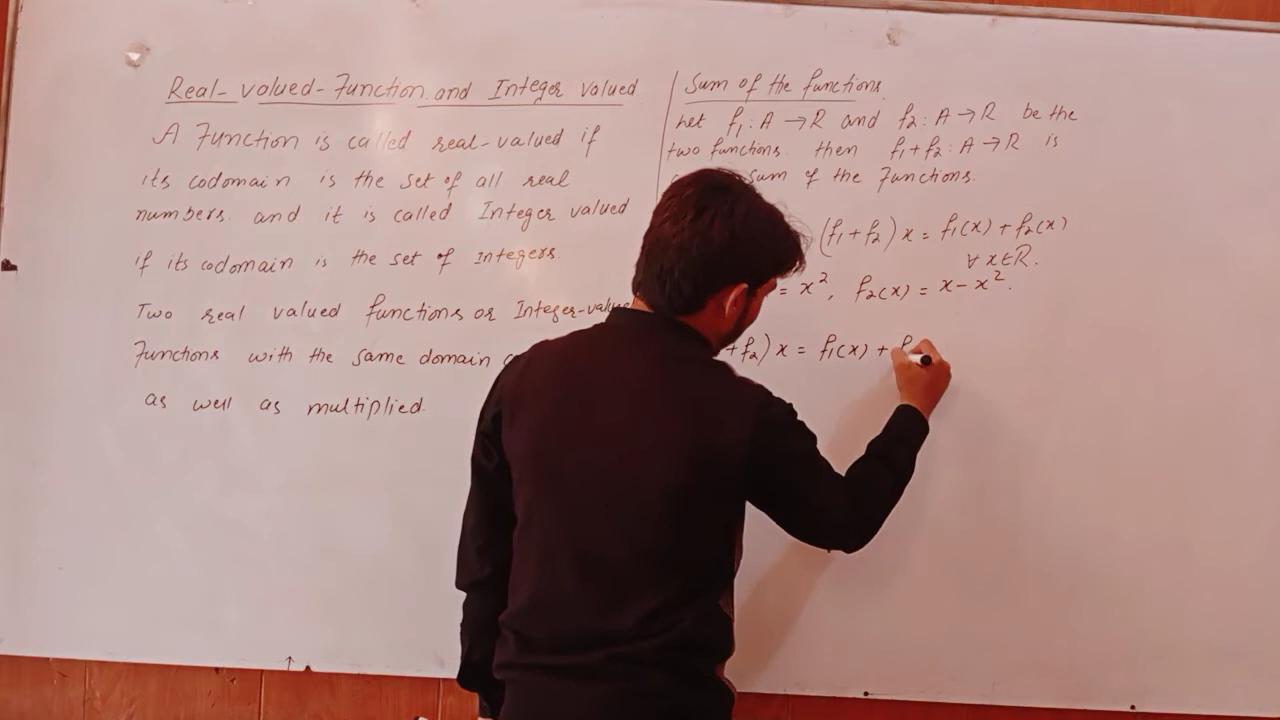 Real-valued-Function and Integer valued
A Function is called real-valued if
its codomain is the set of all real
numbers. and it is called Integer valued
if its codomain is the set of Integers.
Two real valued functions or Integer-value
Functions with the same domain
as well as multiplied.
Sum of the functions
Let f₁: A → R and f₂: A → R be the
two functions. then f₁+f₂: A → R is
sum of the Functions.
(f₁+f₂)x = f₁(x) + f₂(x)
∀ x ∈ R.
= x², f₂(x) = x - x².
+f₂)x = f₁(x) + f